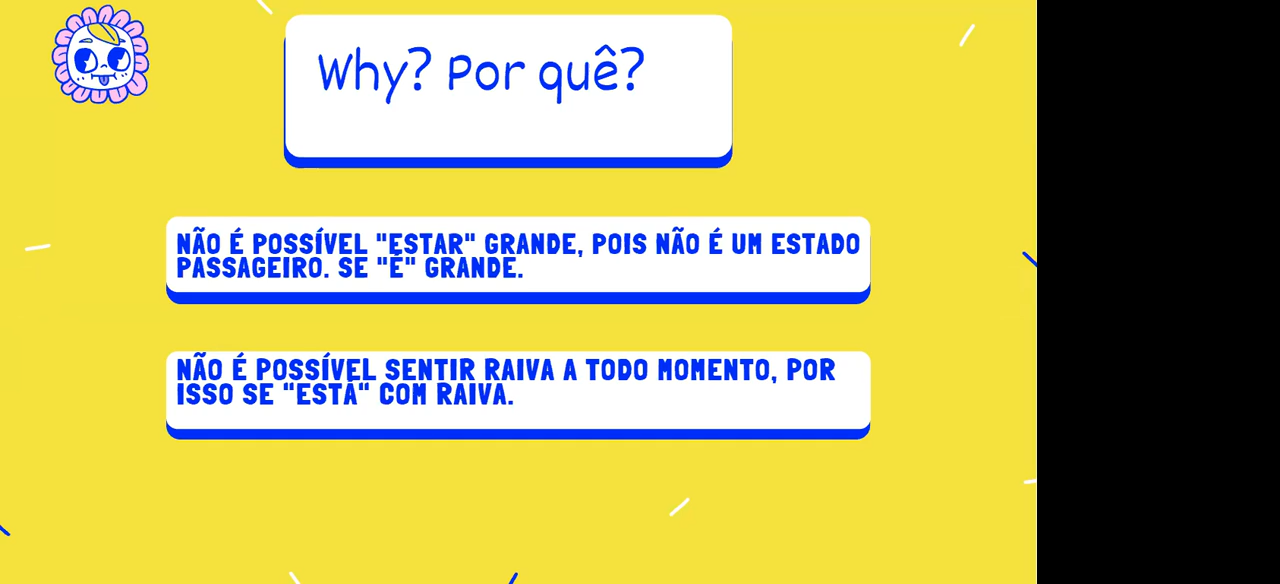 Why? Por quê?
NÃO É POSSÍVEL "ESTAR" GRANDE, POIS NÃO É UM ESTADO
PASSAGEIRO. SE "É" GRANDE.
NÃO É POSSÍVEL SENTIR RAIVA A TODO MOMENTO, POR
ISSO SE "ESTÁ" COM RAIVA.